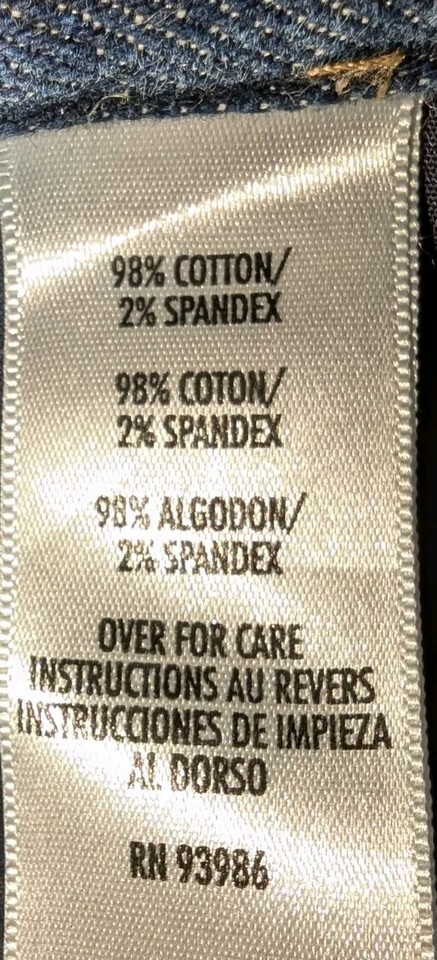 98% COTTON/
2% SPANDEX
98% COTON/
2% SPANDEX
98% ALGODON/
2% SPANDEX
OVER FOR CARE
INSTRUCTIONS AU REVERS
INSTRUCCIONES DE IMPIEZA
AL DORSO
RN 93986